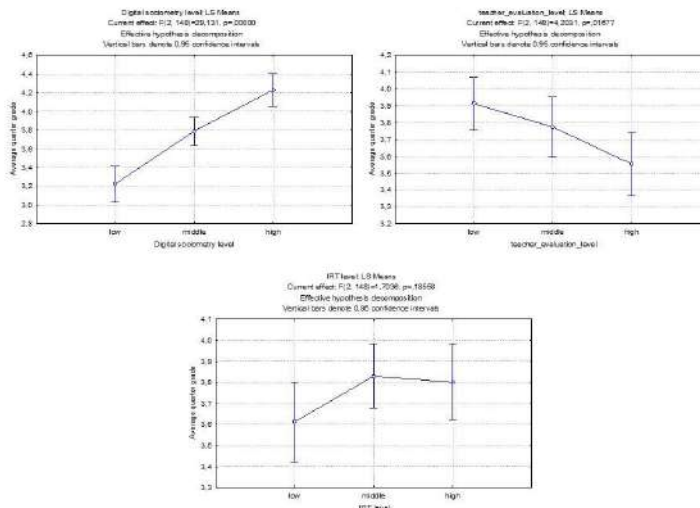 Digital sociometry level; LS Means
Current effect: F(2, 148)=29,131, p=,00000
Effective hypothesis decomposition
Vertical bars denote 0,95 confidence intervals
Average quarter grade
4,6
4,4
4,2
4,0
3,8
3,6
3,4
3,2
3,0
2,8
low middle high
Digital sociometry level
teacher_evaluation_level; LS Means
Current effect: F(2, 148)=4,2031, p=,01677
Effective hypothesis decomposition
Vertical bars denote 0,95 confidence intervals
Average quarter grade
4,2
4,1
4,0
3,9
3,8
3,7
3,6
3,5
3,4
3,3
3,2
low middle high
teacher_evaluation_level
IRT level; LS Means
Current effect: F(2, 148)=1,7036, p=,18558
Effective hypothesis decomposition
Vertical bars denote 0,95 confidence intervals
Average quarter grade
4,1
4,0
3,9
3,8
3,7
3,6
3,5
3,4
3,3
low middle high